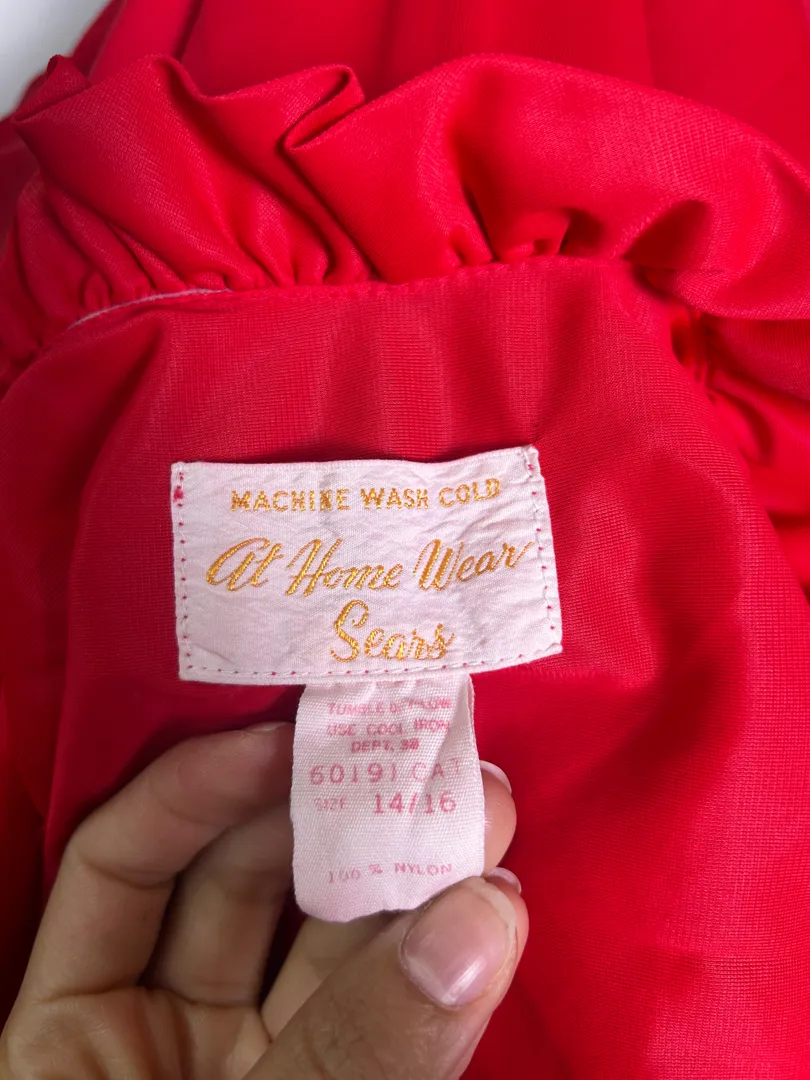 MACHINE WASH COLD
At Home Wear
Sears
TUMBLE DRY LOW
USE COOL IRON
DEPT. 38
60191 CAT
SIZE 14/16
100 % NYLON